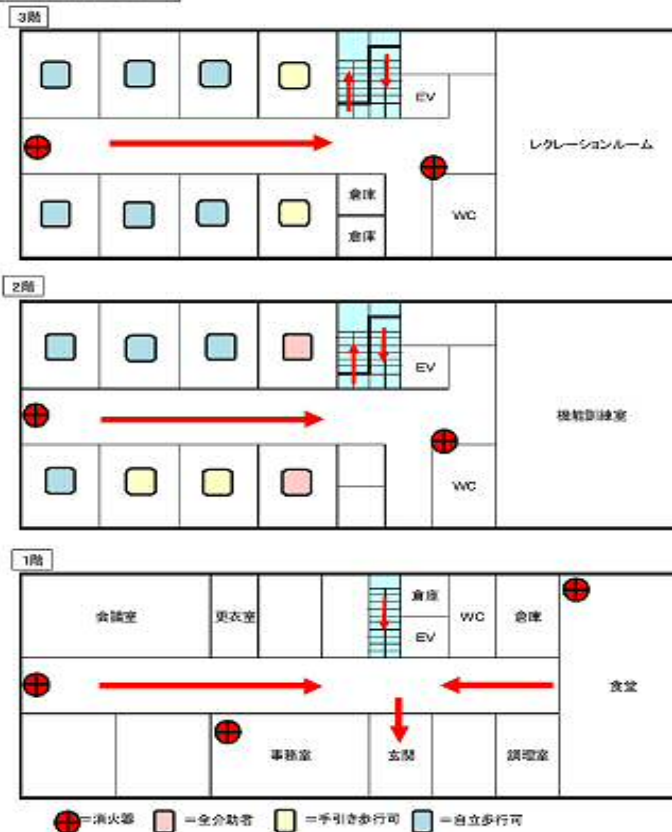 3階
EV
レクレーションルーム
倉庫
WC
倉庫
2階
EV
機能訓練室
WC
1階
会議室
更衣室
倉庫
WC
倉庫
EV
食堂
事務室
玄関
調理室
=消火器
=全介助者
=手引き歩行可
=自立歩行可